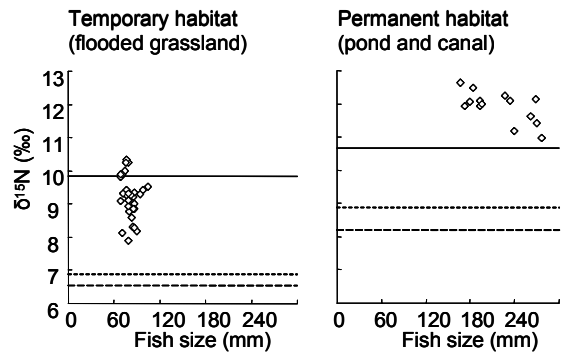 Temporary habitat
(flooded grassland)
Permanent habitat
(pond and canal)
δ15N (‰)
13
12
11
10
9
8
7
6
0 60 120 180 240
Fish size (mm)
0 60 120 180 240
Fish size (mm)